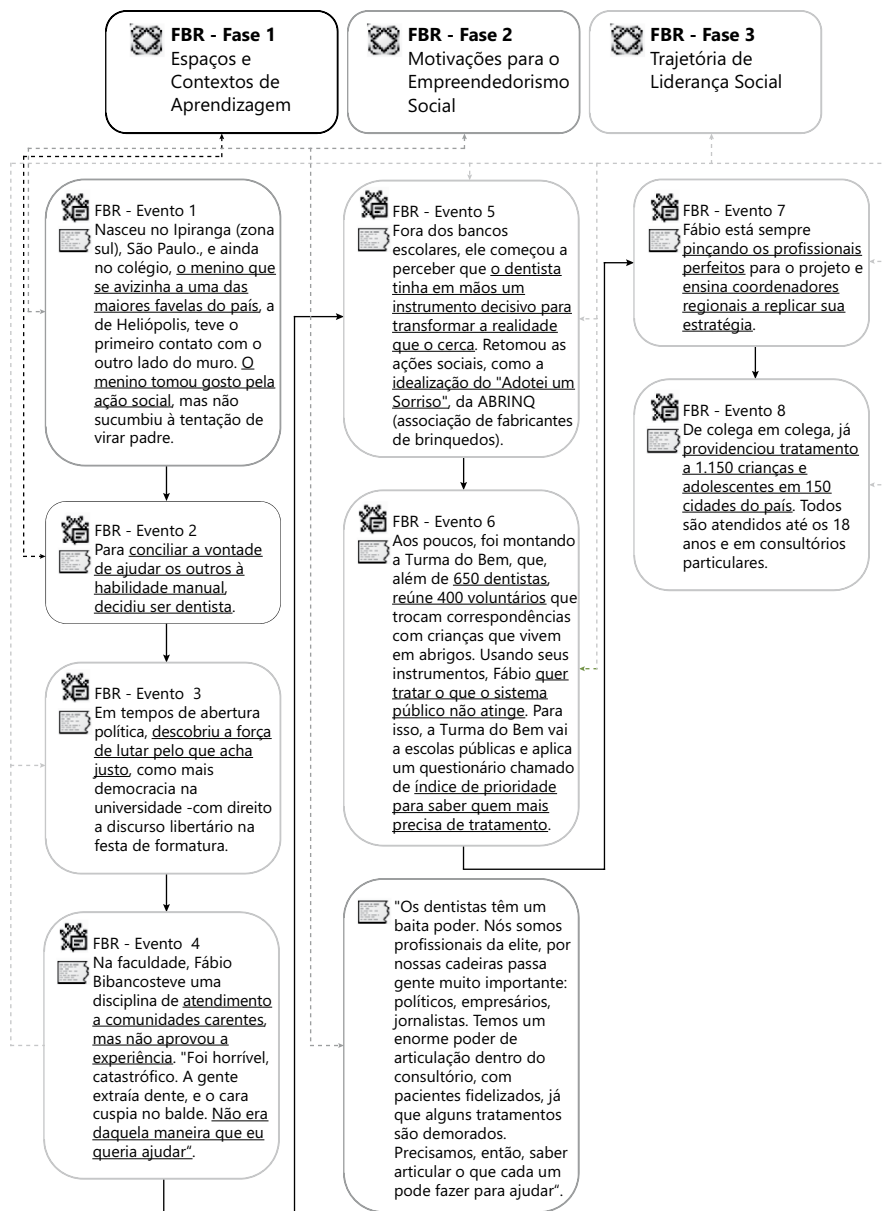 FBR - Fase 1
Espaços e
Contextos de
Aprendizagem
FBR - Fase 2
Motivações para o
Empreendedorismo
Social
FBR - Fase 3
Trajetória de
Liderança Social
FBR - Evento 1
Nasceu no Ipiranga (zona
sul), São Paulo., e ainda
no colégio, o menino que
se avizinha a uma das
maiores favelas do país, a
de Heliópolis, teve o
primeiro contato com o
outro lado do muro. O
menino tomou gosto pela
ação social, mas não
sucumbiu à tentação de
virar padre.
FBR - Evento 2
Para conciliar a vontade
de ajudar os outros à
habilidade manual,
decidiu ser dentista.
FBR - Evento 3
Em tempos de abertura
política, descobriu a força
de lutar pelo que acha
justo, como mais
democracia na
universidade -com direito
a discurso libertário na
festa de formatura.
FBR - Evento 4
Na faculdade, Fábio
Bibancosteve uma
disciplina de atendimento
a comunidades carentes,
mas não aprovou a
experiência. "Foi horrível,
catastrófico. A gente
extraía dente, e o cara
cuspia no balde. Não era
daquela maneira que eu
queria ajudar“.
FBR - Evento 5
Fora dos bancos
escolares, ele começou a
perceber que o dentista
tinha em mãos um
instrumento decisivo para
transformar a realidade
que o cerca. Retomou as
ações sociais, como a
idealização do "Adotei um
Sorriso", da ABRINQ
(associação de fabricantes
de brinquedos).
FBR - Evento 6
Aos poucos, foi montando
a Turma do Bem, que,
além de 650 dentistas,
reúne 400 voluntários que
trocam correspondências
com crianças que vivem
em abrigos. Usando seus
instrumentos, Fábio quer
tratar o que o sistema
público não atinge. Para
isso, a Turma do Bem vai
a escolas públicas e aplica
um questionário chamado
de índice de prioridade
para saber quem mais
precisa de tratamento.
"Os dentistas têm um
baita poder. Nós somos
profissionais da elite, por
nossas cadeiras passa
gente muito importante:
políticos, empresários,
jornalistas. Temos um
enorme poder de
articulação dentro do
consultório, com
pacientes fidelizados, já
que alguns tratamentos
são demorados.
Precisamos, então, saber
articular o que cada um
pode fazer para ajudar“.
FBR - Evento 7
Fábio está sempre
pinçando os profissionais
perfeitos para o projeto e
ensina coordenadores
regionais a replicar sua
estratégia.
FBR - Evento 8
De colega em colega, já
providenciou tratamento
a 1.150 crianças e
adolescentes em 150
cidades do país. Todos
são atendidos até os 18
anos e em consultórios
particulares.